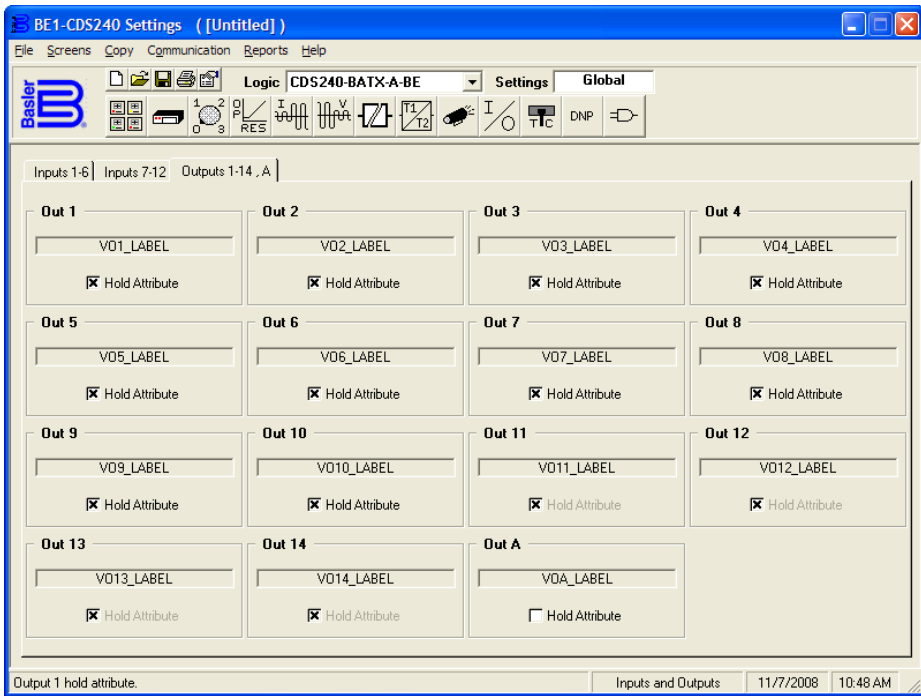 BE1-CDS240 Settings ( [Untitled] )
File Screens Copy Communication Reports Help
Basler
Logic CDS240-BATX-A-BE Settings Global
0 1 2 3
O P RES
I
V
T1 T2
I/O
T TC
DNP
Inputs 1-6 Inputs 7-12 Outputs 1-14 , A
Out 1 Out 2 Out 3 Out 4
VO1_LABEL VO2_LABEL VO3_LABEL VO4_LABEL
Hold Attribute Hold Attribute Hold Attribute Hold Attribute
Out 5 Out 6 Out 7 Out 8
VO5_LABEL VO6_LABEL VO7_LABEL VO8_LABEL
Hold Attribute Hold Attribute Hold Attribute Hold Attribute
Out 9 Out 10 Out 11 Out 12
VO9_LABEL VO10_LABEL VO11_LABEL VO12_LABEL
Hold Attribute Hold Attribute Hold Attribute Hold Attribute
Out 13 Out 14 Out A
VO13_LABEL VO14_LABEL VOA_LABEL
Hold Attribute Hold Attribute Hold Attribute
Output 1 hold attribute. Inputs and Outputs 11/7/2008 10:48 AM